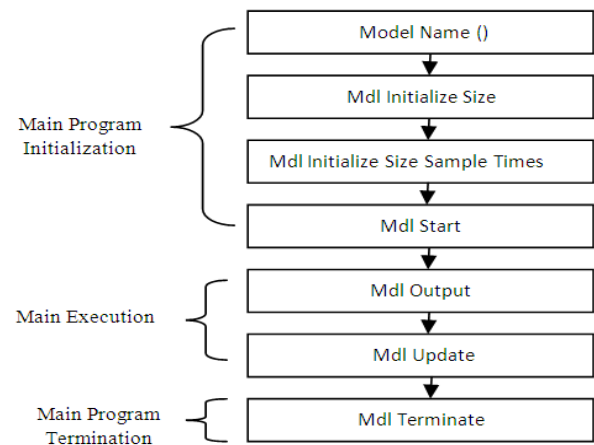 Model Name ()
Mdl Initialize Size
Main Program
Initialization
Mdl Initialize Size Sample Times
Mdl Start
Mdl Output
Main Execution
Mdl Update
Main Program
Termination
Mdl Terminate